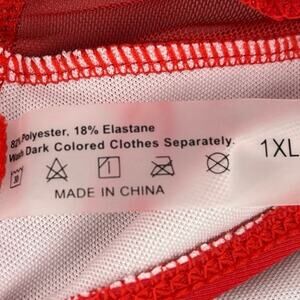 82% Polyester, 18% Elastane
Wash Dark Colored Clothes Separately.
1XL
MADE IN CHINA